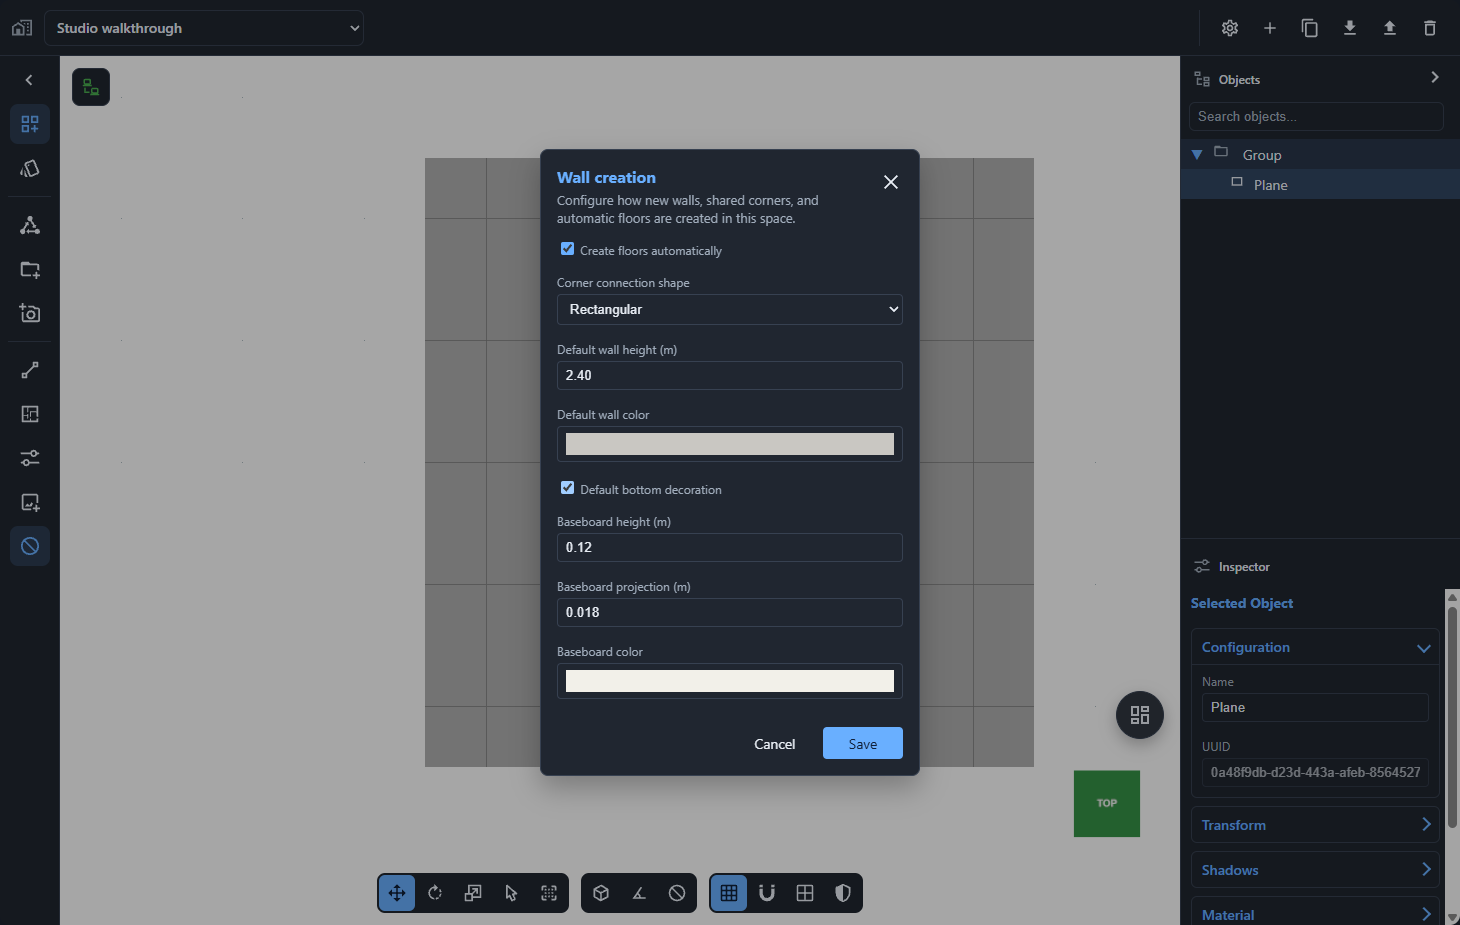 Studio walkthrough
Objects
Search objects...
Group
Plane
Wall creation
Configure how new walls, shared corners, and
automatic floors are created in this space.
Create floors automatically
Corner connection shape
Rectangular
Default wall height (m)
2.40
Default wall color
Default bottom decoration
Baseboard height (m)
0.12
Baseboard projection (m)
0.018
Baseboard color
Cancel
Save
TOP
Inspector
Selected Object
Configuration
Name
Plane
UUID
0a48f9db-d23d-443a-afeb-8564527
Transform
Shadows
Material